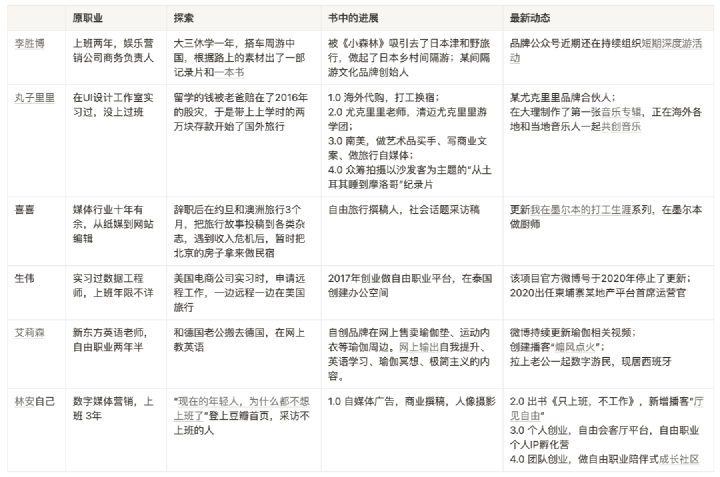 原职业
探索
书中的进展
最新动态
李胜博
上班两年，娱乐营
销公司商务负责人
大三休学一年，搭车周游中
国，根据路上的素材出了一部
记录片和一本书
被《小森林》吸引去了日本津和野旅
行，做起了日本乡村间隔游；某间隔
游文化品牌创始人
品牌公众号近期还在持续组织短期深度游活
动
丸子里里
在UI设计工作室实
习过，没上过班
留学的钱被老爸赔在了2016年
的股灾，于是带上上学时的两
万块存款开始了国外旅行
1.0 海外代购，打工换宿；
2.0 尤克里里老师，清迈尤克里里游
学团；
3.0 南美，做艺术品买手、写商业文
案、做旅行自媒体；
4.0 众筹拍摄以沙发客为主题的“从土
耳其睡到摩洛哥”纪录片
某尤克里里品牌合伙人；
在大理制作了第一张音乐专辑，正在海外各
地和当地音乐人一起共创音乐
喜喜
媒体行业十年有
余，从纸媒到网站
编辑
辞职后在约旦和澳洲旅行3个
月，把旅行故事投稿到各类杂
志，遇到收入危机后，暂时把
北京的房子拿来做民宿
自由旅行撰稿人，社会话题采访稿
更新我在墨尔本的打工生涯系列，在墨尔本
做厨师
生伟
实习过数据工程
师，上班年限不详
美国电商公司实习时，申请远
程工作，一边远程一边在美国
旅行
2017年创业做自由职业平台，在泰国
创建办公空间
该项目官方微博号于2020年停止了更新；
2020出任柬埔寨某地产平台首席运营官
艾莉森
新东方英语老师，
自由职业两年半
和德国老公搬去德国，在网上
教英语
自创品牌在网上售卖瑜伽垫、运动内
衣等瑜伽周边。网上输出自我提升、
英语学习、瑜伽冥想、极简主义的内
容。
微博持续更新瑜伽相关视频；
创建播客“煽风点火”；
拉上老公一起数字游民，现居西班牙
林安自己
数字媒体营销，上
班 3年
“现在的年轻人，为什么都不想
上班了”登上豆瓣首页，采访不
上班的人
1.0 自媒体广告，商业撰稿，人像摄影
2.0 出书《只工作，不上班》，新增播客“厅
见自由”
3.0 个人创业，自由会客厅平台，自由职业
个人IP孵化营
4.0 团队创业，做自由职业陪伴式成长社区